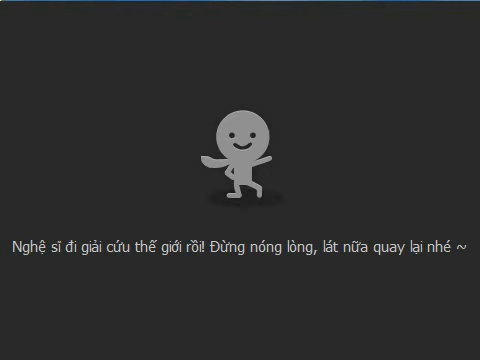 Nghệ sĩ đi giải cứu thế giới rồi! Đừng nóng lòng, lát nữa quay lại nhé ~